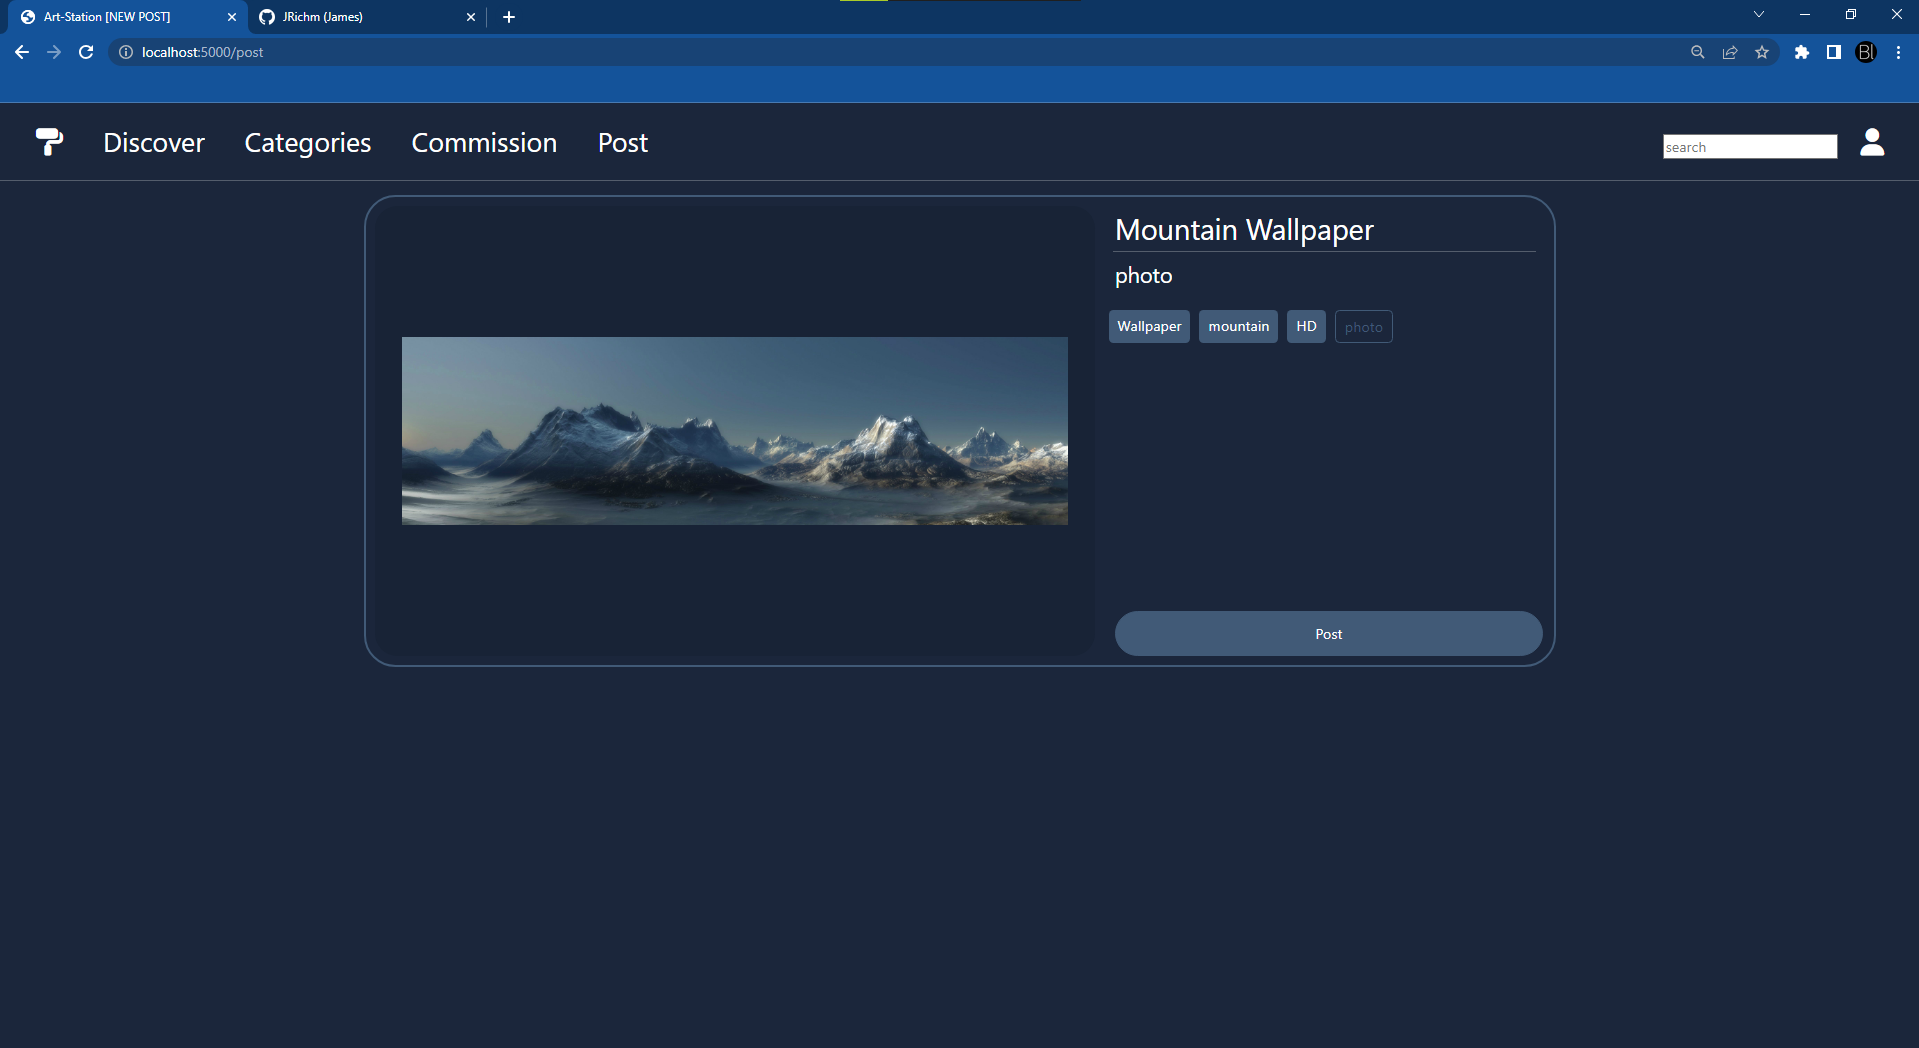 Art-Station [NEW POST]
JRichm (James)
localhost:5000/post
Bl
Discover Categories Commission Post
search
Mountain Wallpaper
photo
Wallpaper mountain HD photo
Post